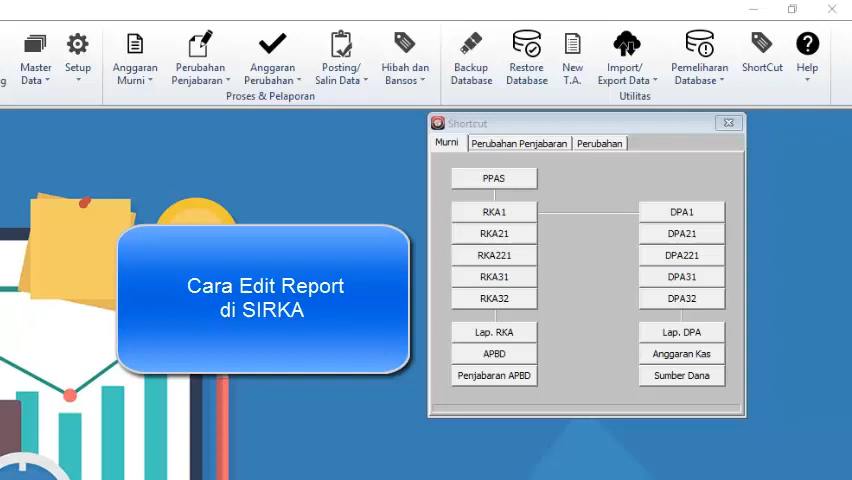 Master Data
Setup
Anggaran Murni
Perubahan Penjabaran
Anggaran Perubahan
Posting/ Salin Data
Hibah dan Bansos
Backup Database
Restore Database
New T.A.
Import/ Export Data
Pemeliharan Database
ShortCut
Help
g
Proses & Pelaporan
Utilitas
Shortcut
Murni
Perubahan Penjabaran
Perubahan
PPAS
RKA1
DPA1
RKA21
DPA21
RKA221
DPA221
RKA31
DPA31
RKA32
DPA32
Lap. RKA
Lap. DPA
APBD
Anggaran Kas
Penjabaran APBD
Sumber Dana
Cara Edit Report
di SIRKA